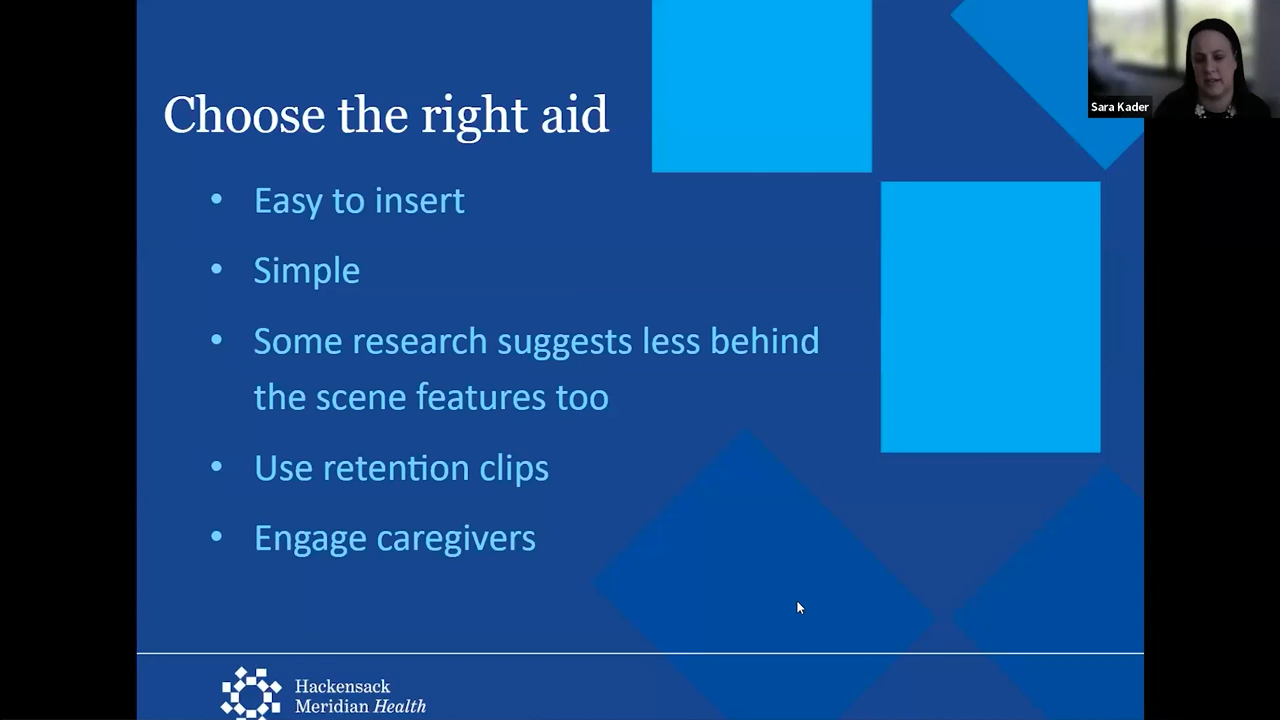 Choose the right aid
• Easy to insert
• Simple
• Some research suggests less behind
the scene features too
• Use retention clips
• Engage caregivers
Hackensack
Meridian Health
Sara Kader